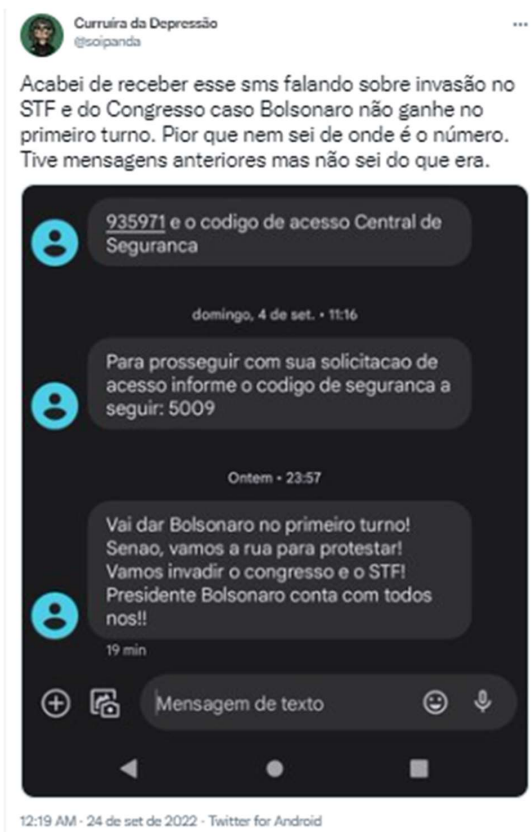 Curruíra da Depressão
@soipanda
Acabei de receber esse sms falando sobre invasão no
STF e do Congresso caso Bolsonaro não ganhe no
primeiro turno. Pior que nem sei de onde é o número.
Tive mensagens anteriores mas não sei do que era.
935971 e o codigo de acesso Central de
Seguranca
domingo, 4 de set. • 11:16
Para prosseguir com sua solicitacao de
acesso informe o codigo de seguranca a
seguir: 5009
Ontem • 23:57
Vai dar Bolsonaro no primeiro turno!
Senao, vamos a rua para protestar!
Vamos invadir o congresso e o STF!
Presidente Bolsonaro conta com todos
nos!!
19 min
Mensagem de texto
12:19 AM · 24 de set de 2022 · Twitter for Android